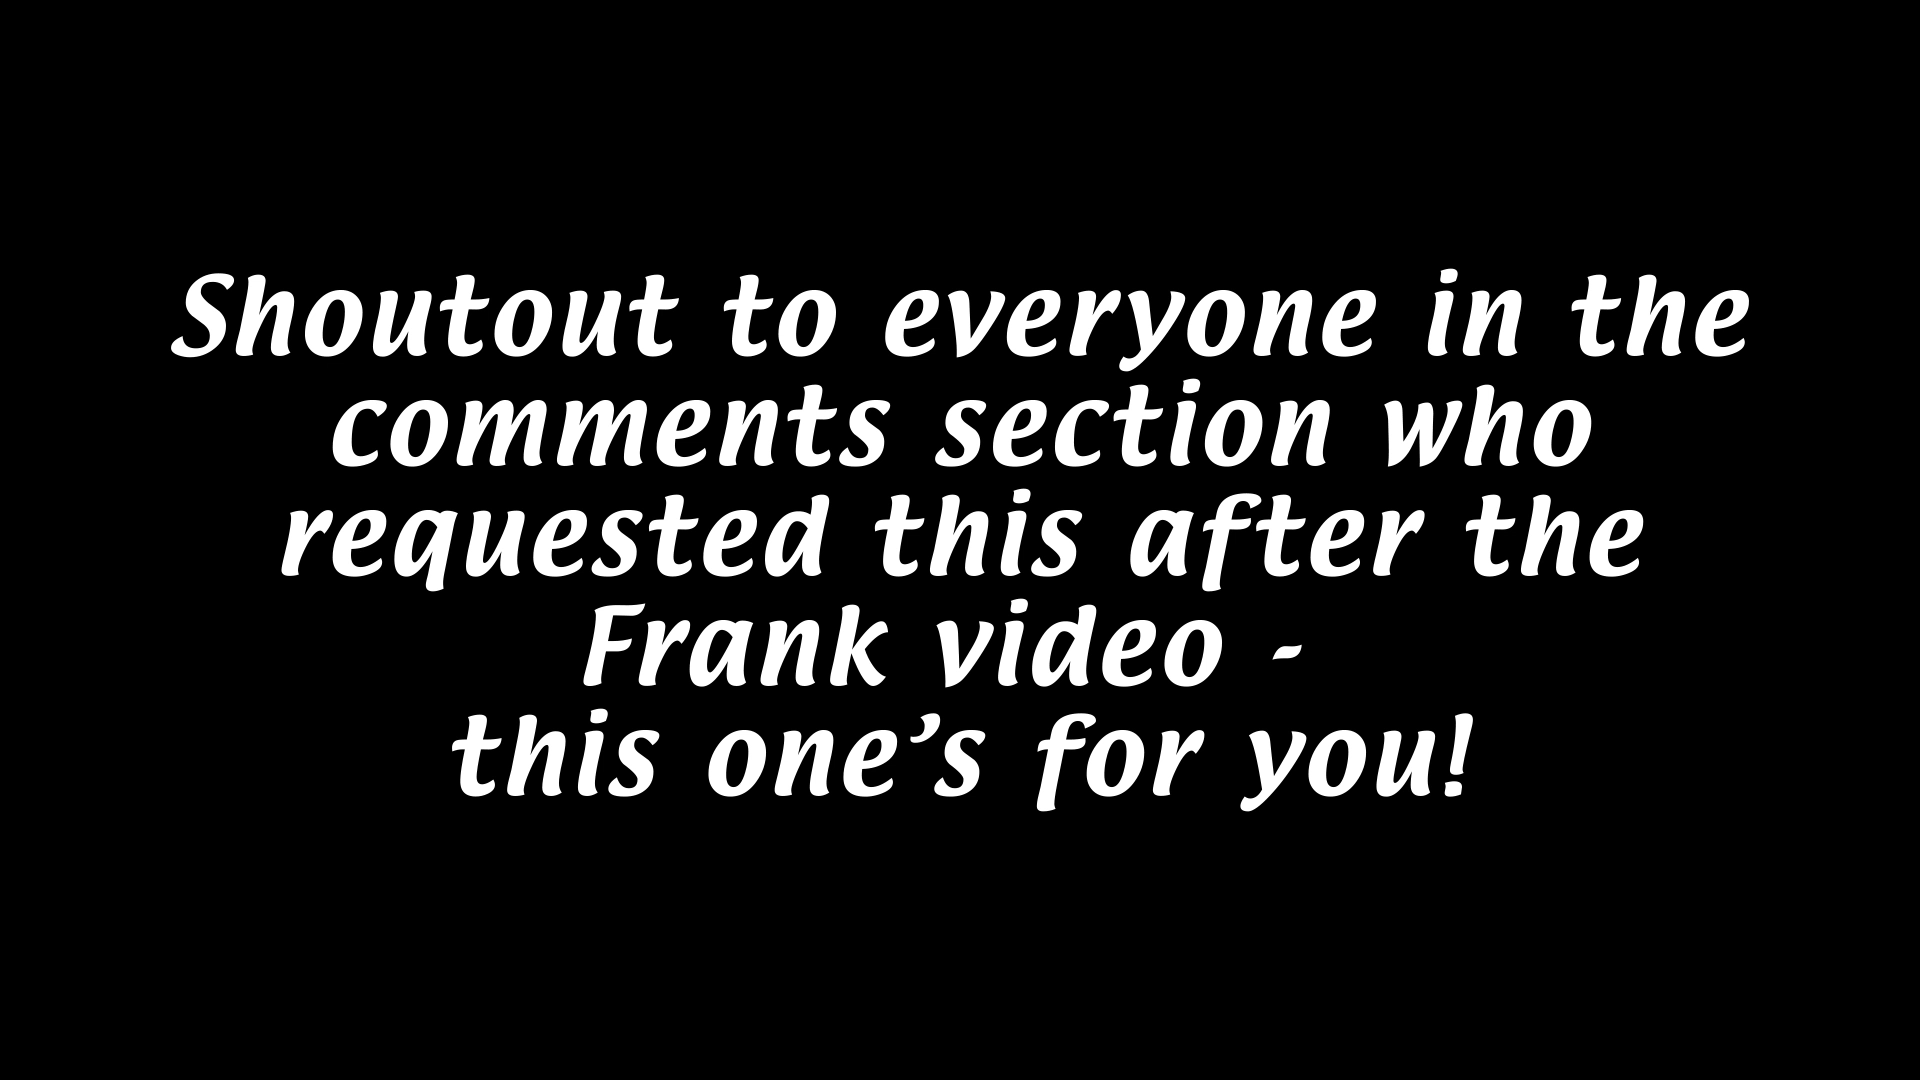 Shoutout to everyone in the
comments section who
requested this after the
Frank video -
this one’s for you!